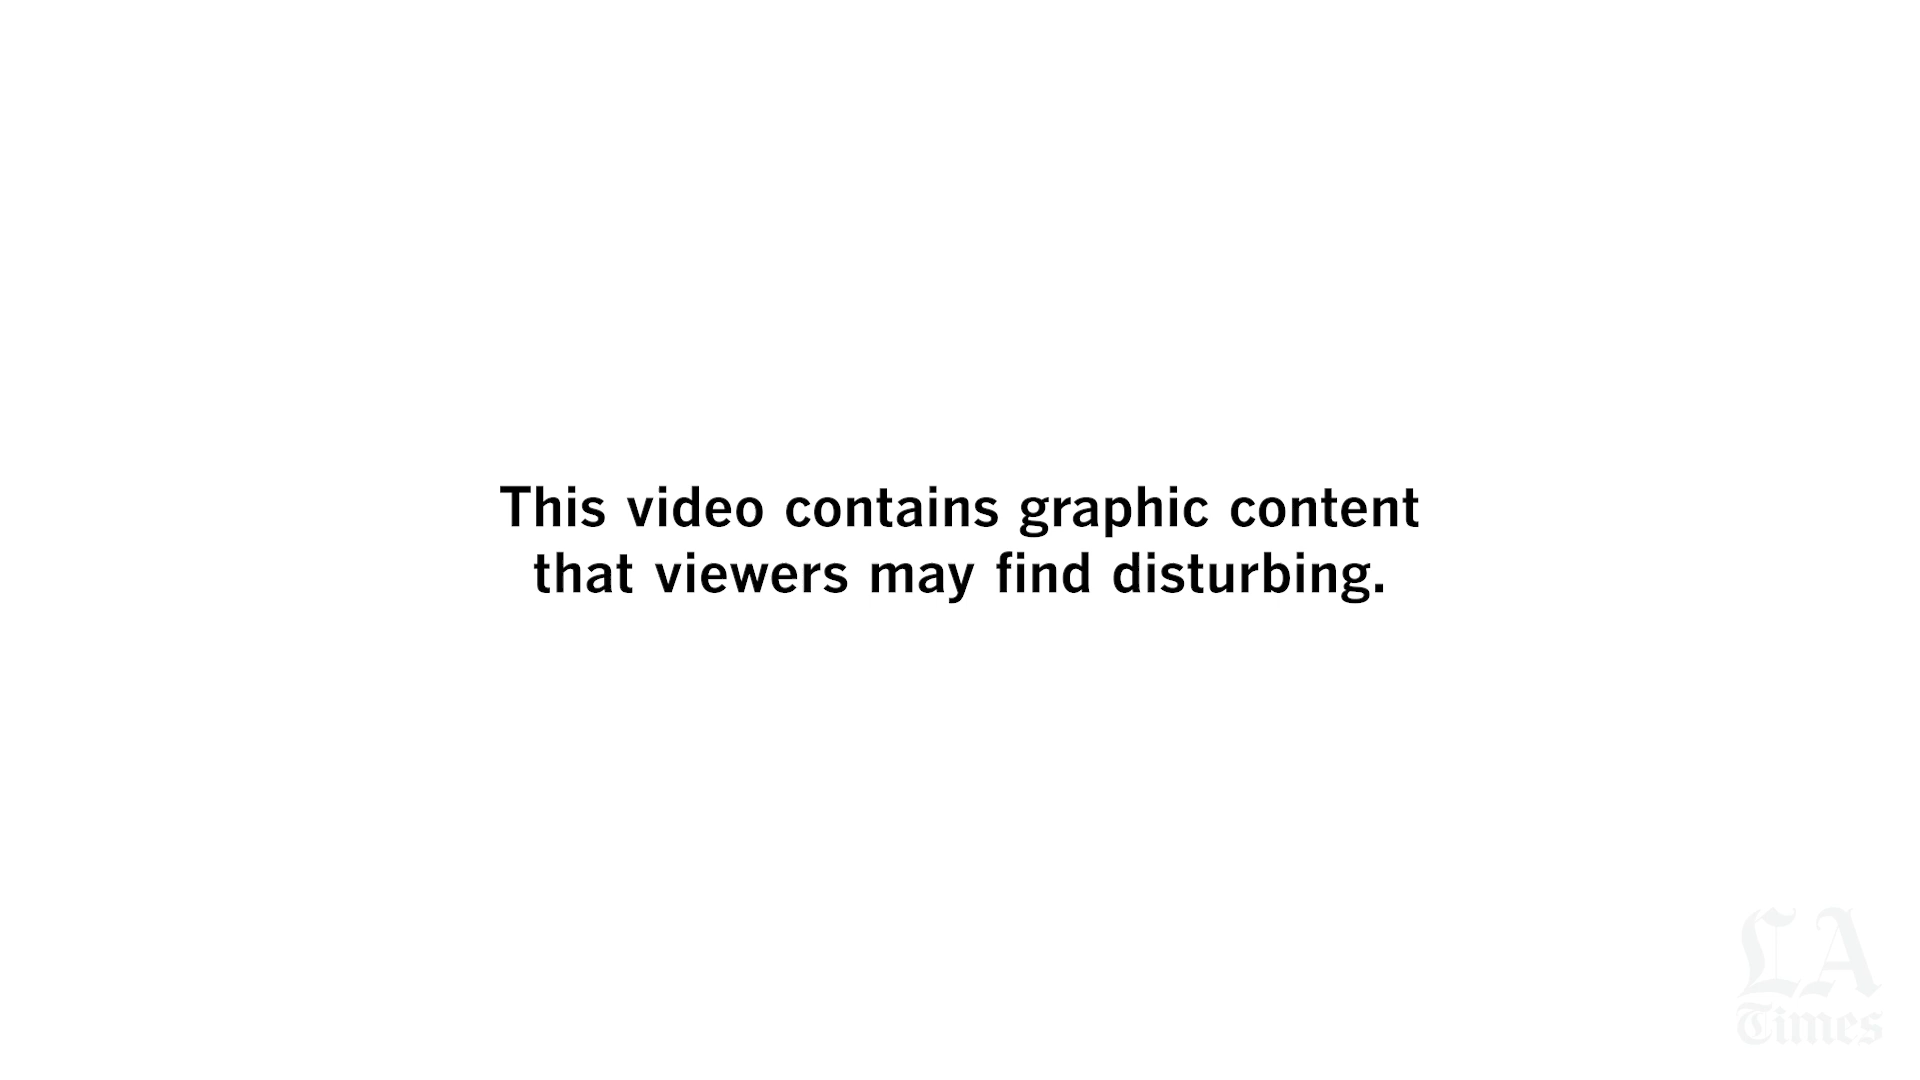 This video contains graphic content
that viewers may find disturbing.
LA
Times